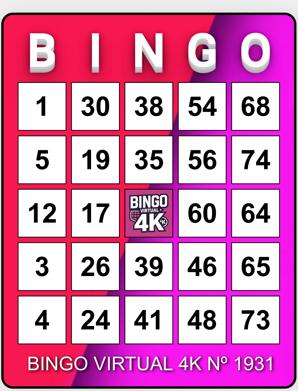 B I N G O
1 30 38 54 68
5 19 35 56 74
12 17 BINGO VIRTUAL 4K 60 64
3 26 39 46 65
4 24 41 48 73
BINGO VIRTUAL 4K Nº 1931